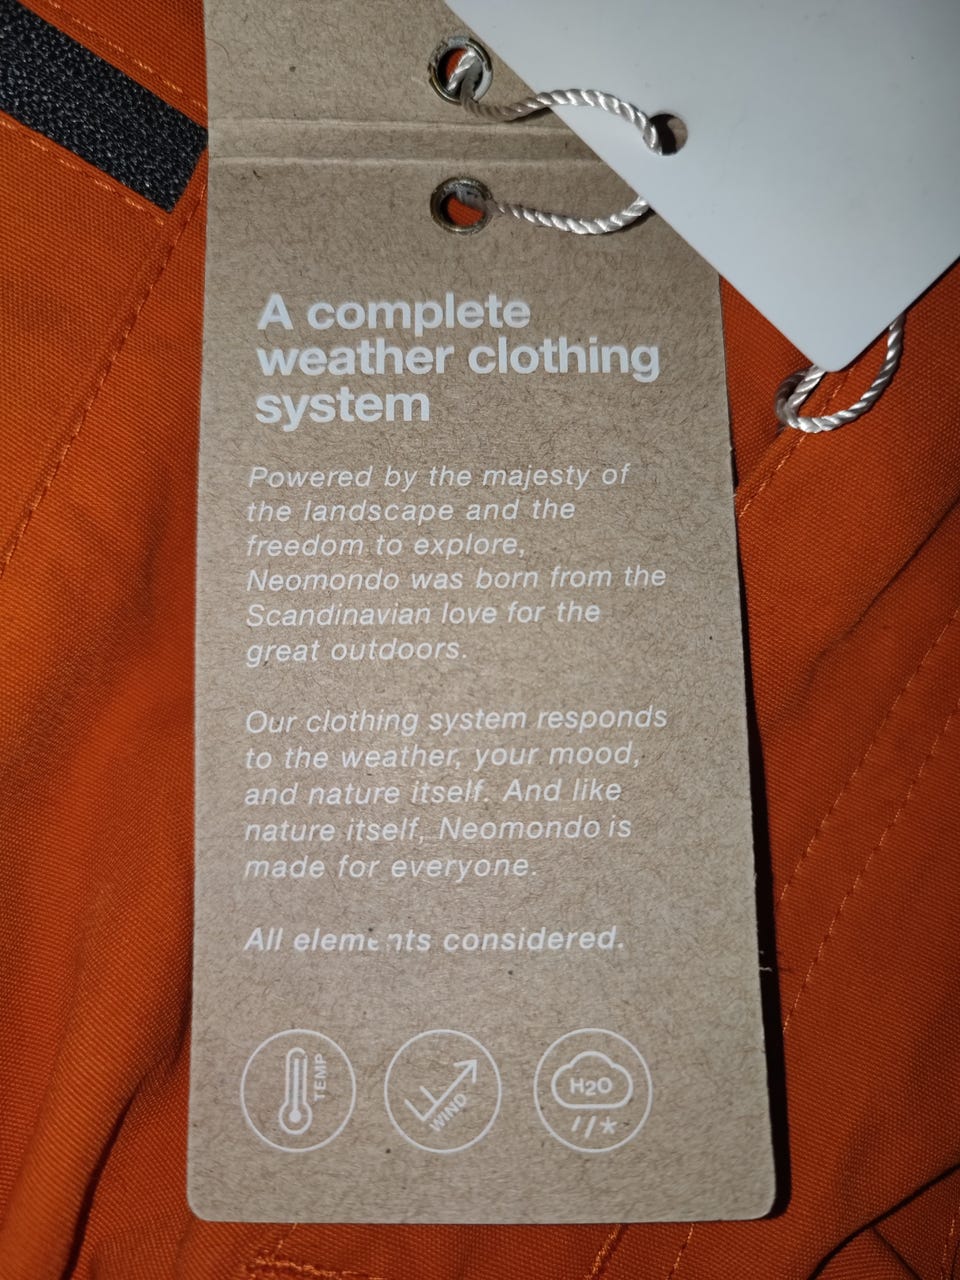 A complete
weather clothing
system
Powered by the majesty of
the landscape and the
freedom to explore,
Neomondo was born from the
Scandinavian love for the
great outdoors.
Our clothing system responds
to the weather, your mood,
and nature itself. And like
nature itself, Neomondo is
made for everyone.
All elements considered.
TEMP
WIND
H2O